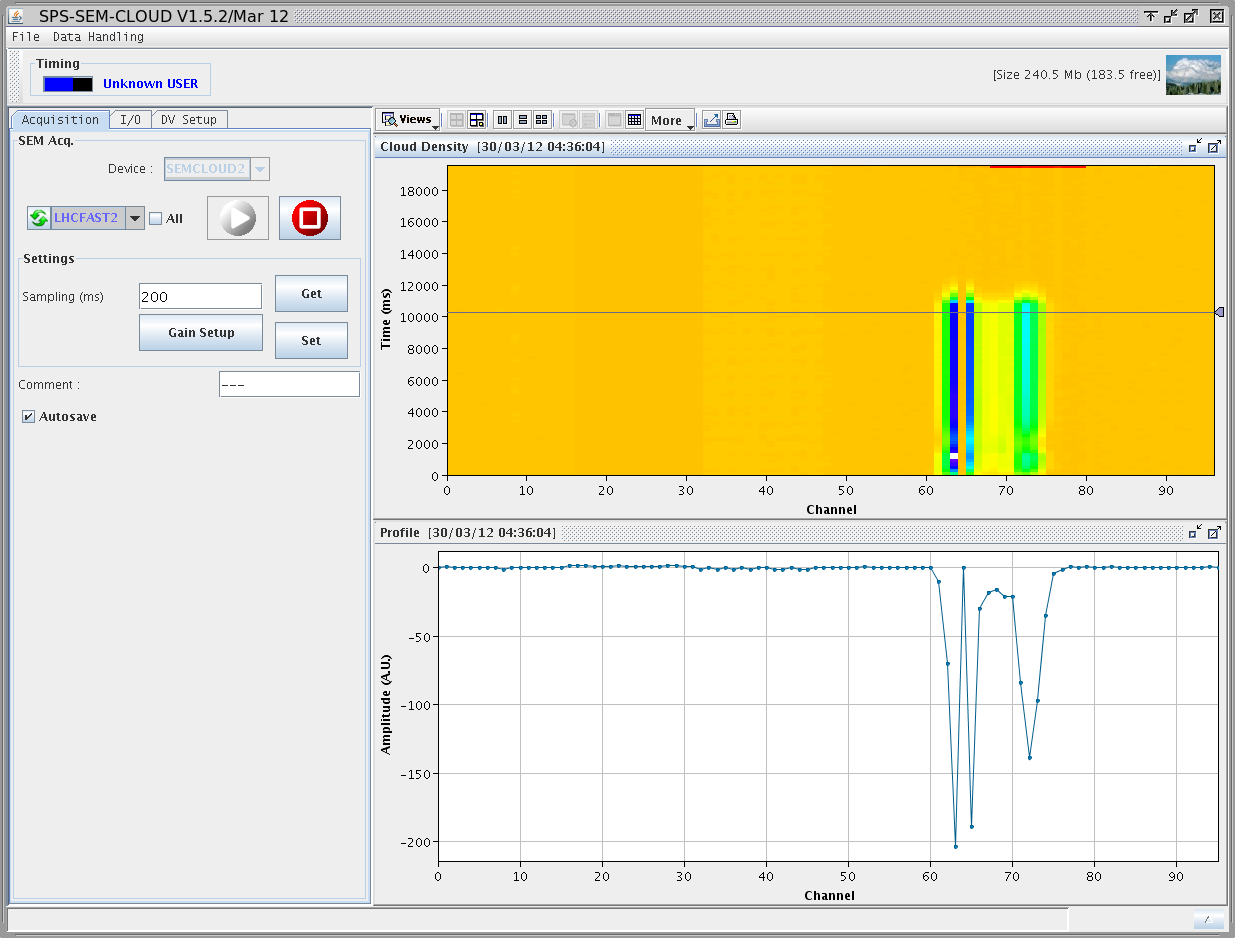 SPS-SEM-CLOUD V1.5.2/Mar 12
File Data Handling
Timing
Unknown USER
[Size 240.5 Mb (183.5 free)]
Acquisition I/O DV Setup
SEM Acq.
Device : SEMCLOUD2
LHCFAST2 All
Settings
Sampling (ms) 200 Get
Gain Setup Set
Comment : ---
Autosave
Views More
Cloud Density [30/03/12 04:36:04]
18000
16000
14000
12000
10000
8000
6000
4000
2000
0
Time (ms)
0 10 20 30 40 50 60 70 80 90
Channel
Profile [30/03/12 04:36:04]
0
-50
-100
-150
-200
Amplitude (A.U.)
0 10 20 30 40 50 60 70 80 90
Channel